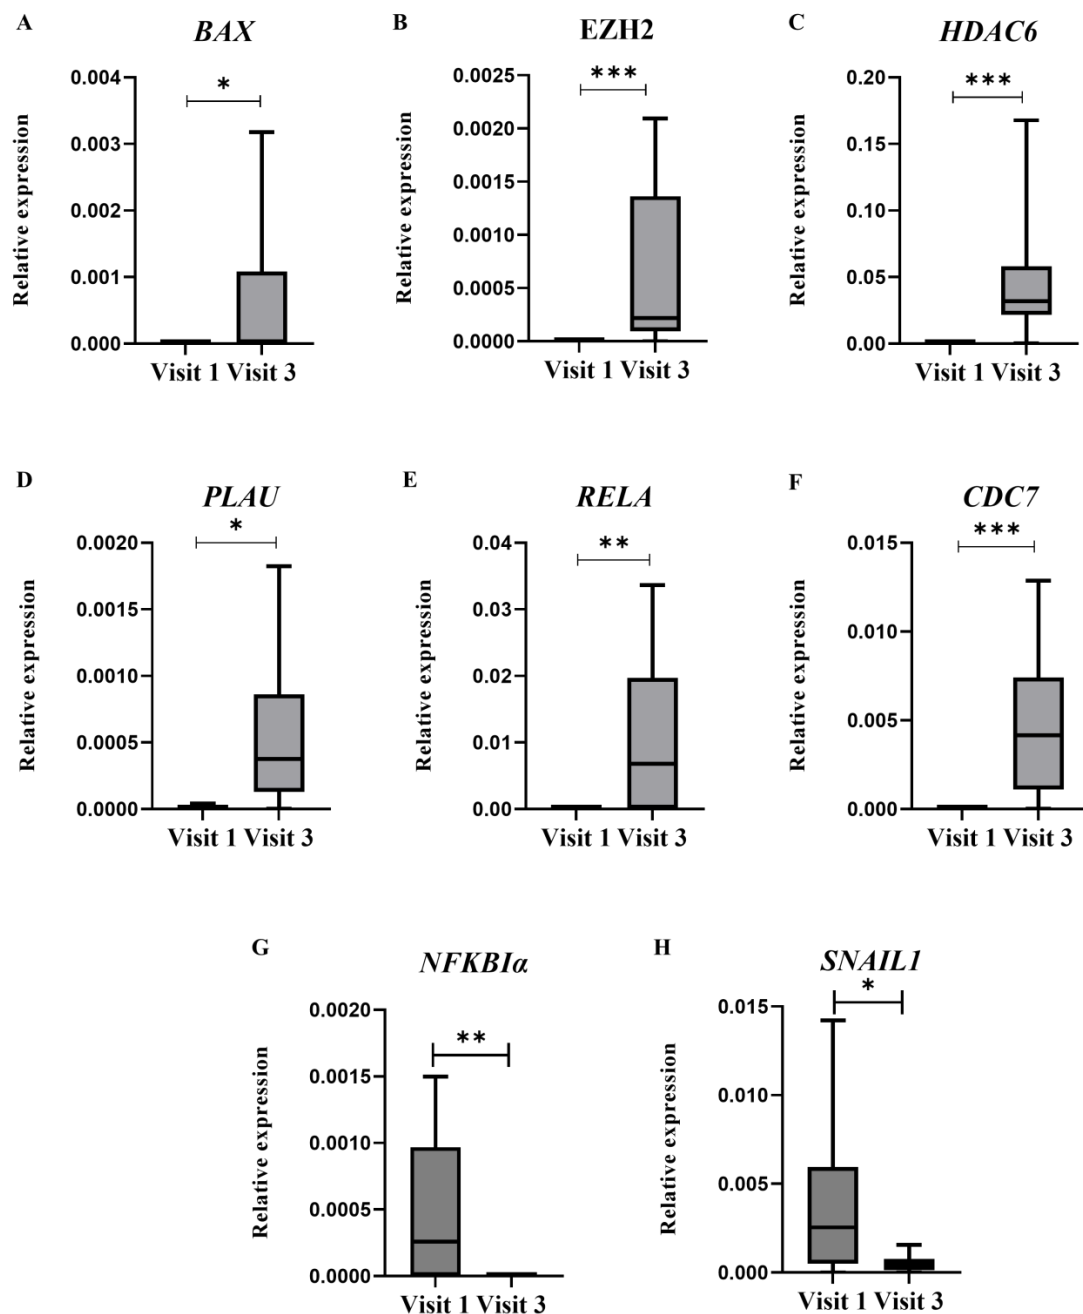 A
BAX
*
0.004
0.003
0.002
0.001
0.000
Relative expression
Visit 1 Visit 3
B
EZH2
***
0.0025
0.0020
0.0015
0.0010
0.0005
0.0000
Relative expression
Visit 1 Visit 3
C
HDAC6
***
0.20
0.15
0.10
0.05
0.00
Relative expression
Visit 1 Visit 3
D
PLAU
*
0.0020
0.0015
0.0010
0.0005
0.0000
Relative expression
Visit 1 Visit 3
E
RELA
**
0.04
0.03
0.02
0.01
0.00
Relative expression
Visit 1 Visit 3
F
CDC7
***
0.015
0.010
0.005
0.000
Relative expression
Visit 1 Visit 3
G
NFKBIα
**
0.0020
0.0015
0.0010
0.0005
0.0000
Relative expression
Visit 1 Visit 3
H
SNAIL1
*
0.015
0.010
0.005
0.000
Relative expression
Visit 1 Visit 3